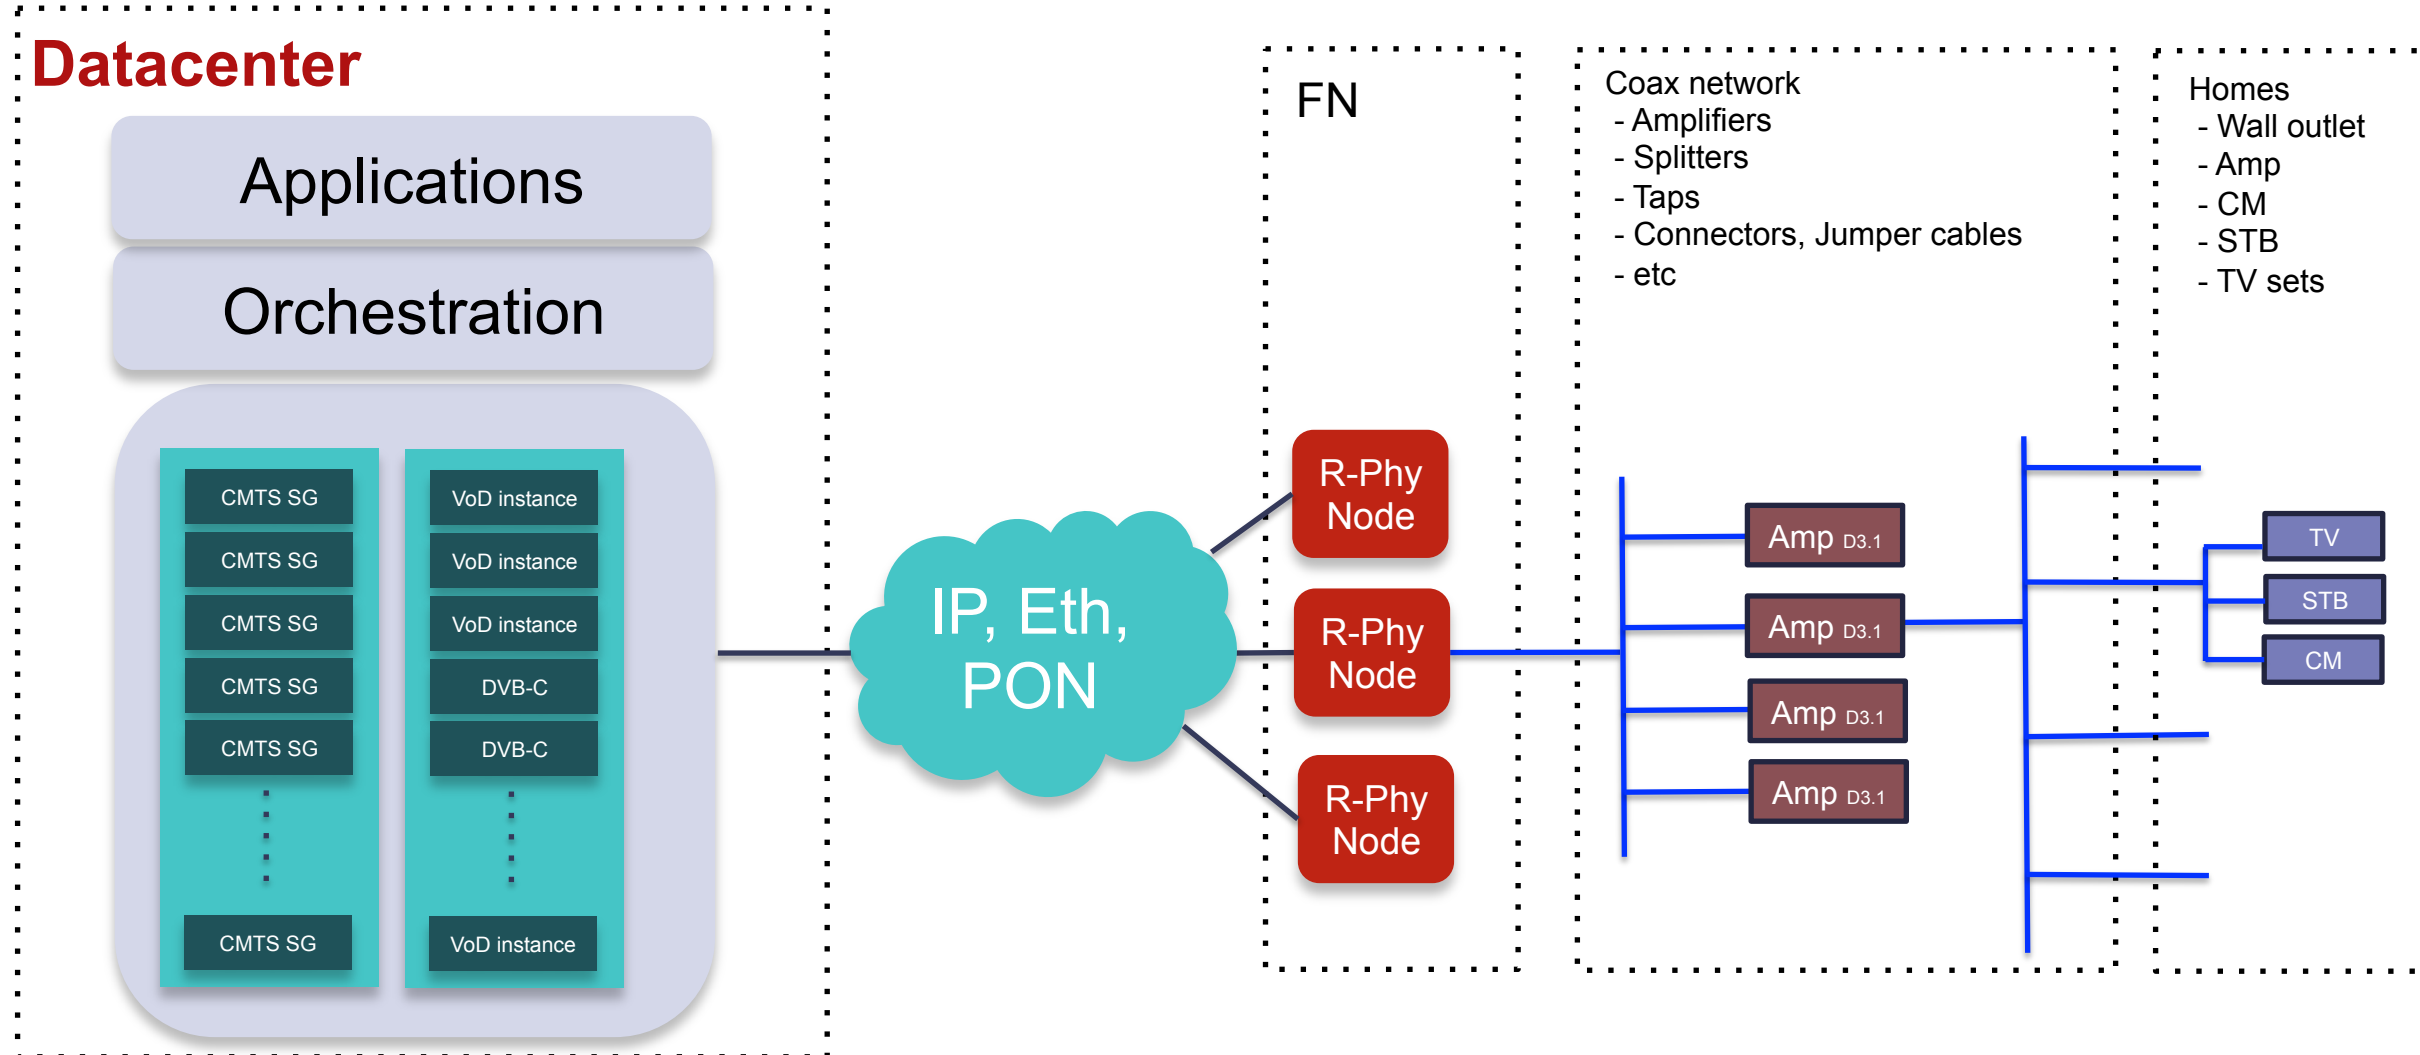 Datacenter
Applications
Orchestration
CMTS SG
CMTS SG
CMTS SG
CMTS SG
CMTS SG
CMTS SG
VoD instance
VoD instance
VoD instance
DVB-C
DVB-C
VoD instance
IP, Eth,
PON
FN
R-Phy
Node
R-Phy
Node
R-Phy
Node
Coax network
- Amplifiers
- Splitters
- Taps
- Connectors, Jumper cables
- etc
Amp D3.1
Amp D3.1
Amp D3.1
Amp D3.1
Homes
- Wall outlet
- Amp
- CM
- STB
- TV sets
TV
STB
CM